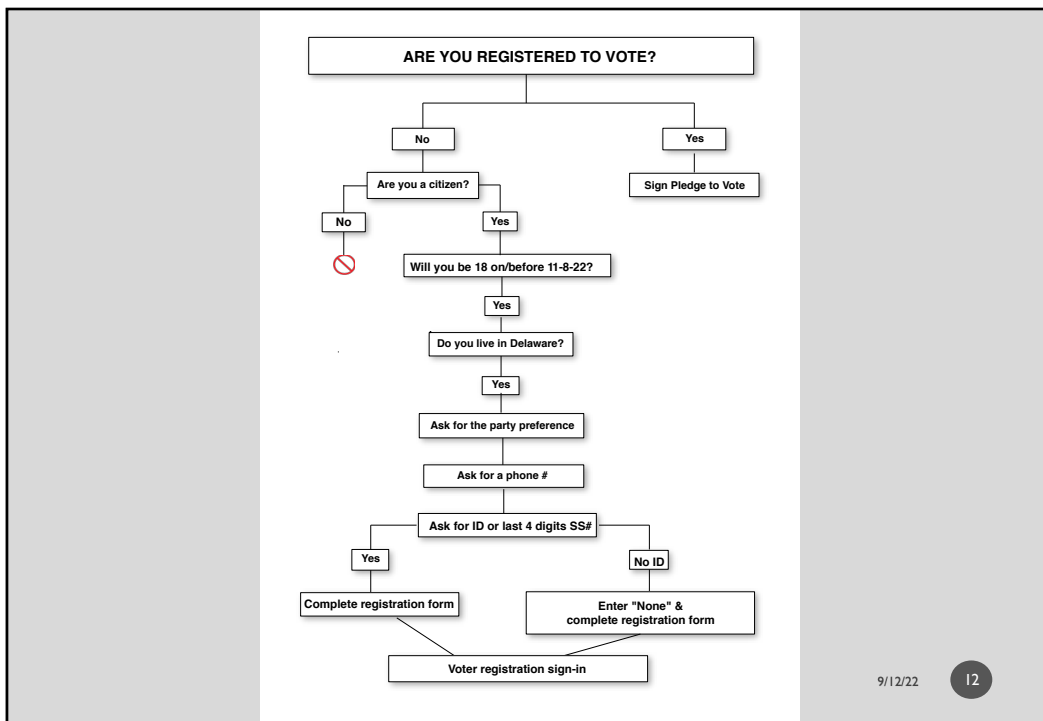 ARE YOU REGISTERED TO VOTE?
No
Yes
Are you a citizen?
Sign Pledge to Vote
No
Yes
Will you be 18 on/before 11-8-22?
Yes
Do you live in Delaware?
Yes
Ask for the party preference
Ask for a phone #
Ask for ID or last 4 digits SS#
Yes
No ID
Complete registration form
Enter "None" &
complete registration form
Voter registration sign-in
9/12/22
12